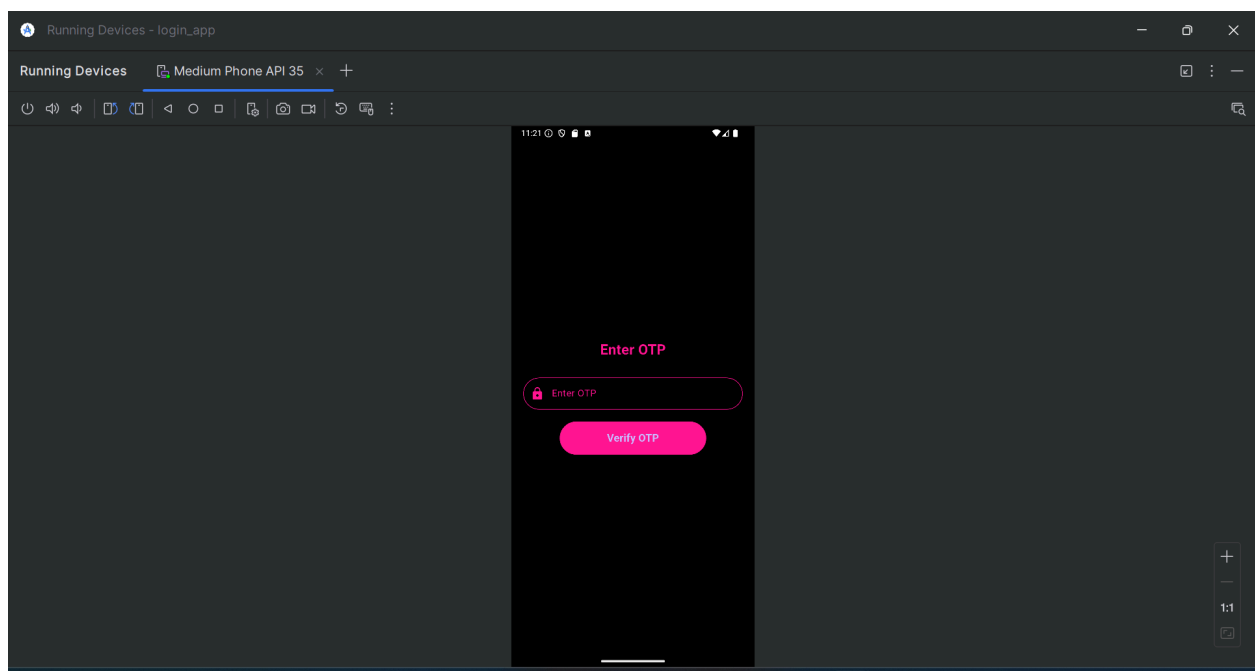 Running Devices - login_app
Running Devices
Medium Phone API 35
11:21
Enter OTP
Enter OTP
Verify OTP
1:1